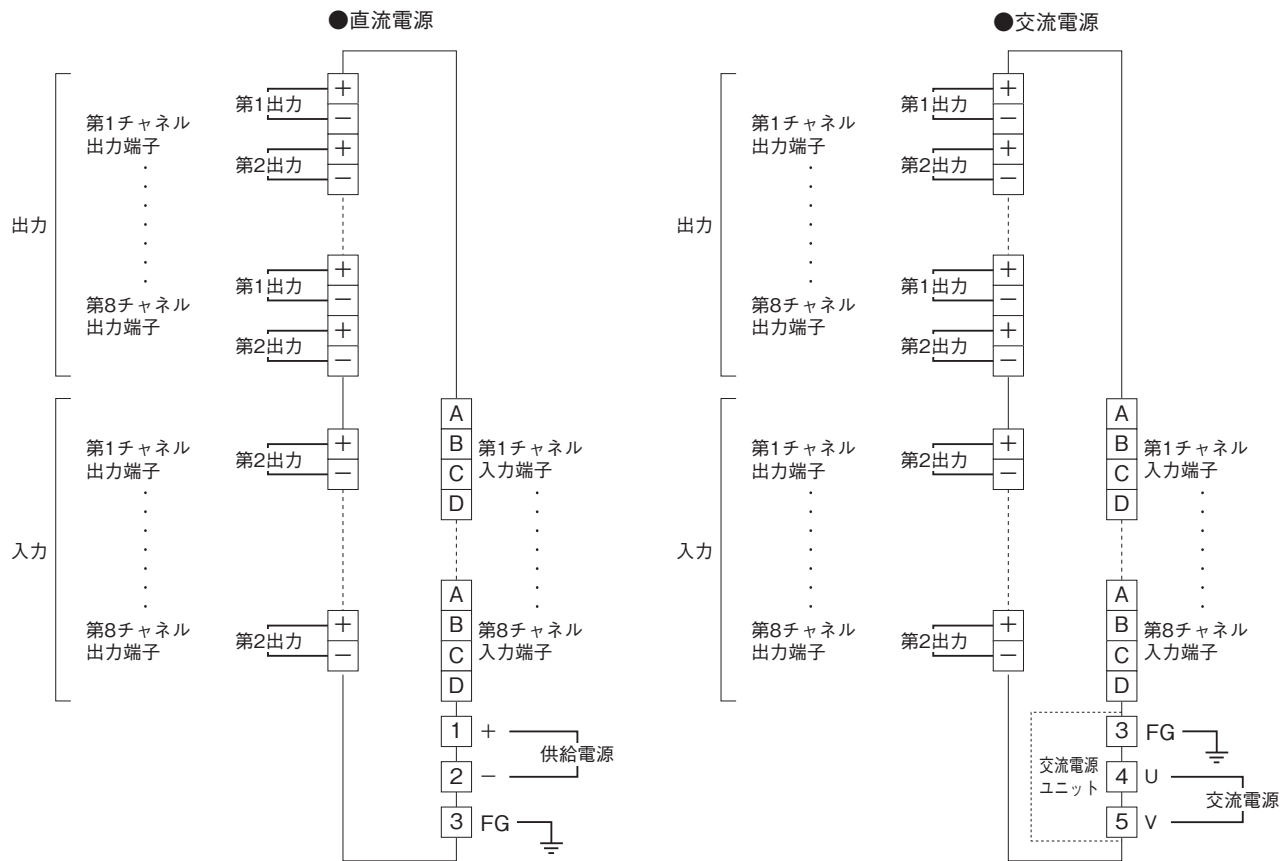 ●直流電源
出力
第1チャネル
出力端子
第1出力
+
−
第2出力
+
−
第8チャネル
出力端子
第1出力
+
−
第2出力
+
−
入力
第1チャネル
出力端子
第2出力
+
−
第8チャネル
出力端子
第2出力
+
−
A
B
C
D
第1チャネル
入力端子
A
B
C
D
第8チャネル
入力端子
1 +
2 −
供給電源
3 FG
●交流電源
出力
第1チャネル
出力端子
第1出力
+
−
第2出力
+
−
第8チャネル
出力端子
第1出力
+
−
第2出力
+
−
入力
第1チャネル
出力端子
第2出力
+
−
第8チャネル
出力端子
第2出力
+
−
A
B
C
D
第1チャネル
入力端子
A
B
C
D
第8チャネル
入力端子
交流電源
ユニット
3 FG
4 U
5 V
交流電源